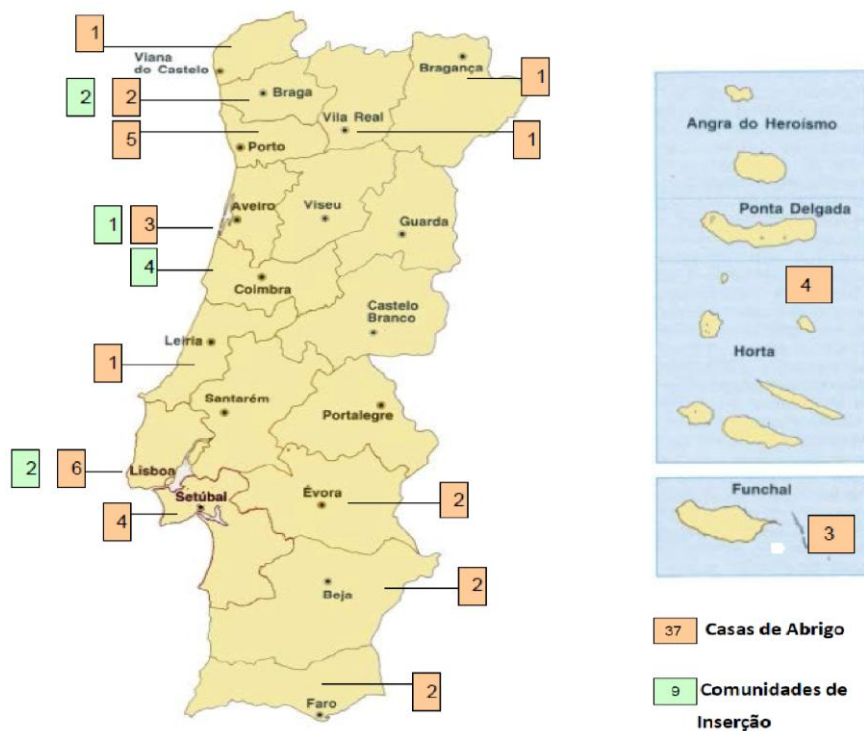 1
Viana
do Castelo
Bragança
1
2 2
Braga
Vila Real
5
Porto
1
Angra do Heroísmo
Aveiro
Viseu
Guarda
Ponta Delgada
1 3
4
Coimbra
4
Castelo
Branco
Leiria
1
Horta
Santarém
Portalegre
2 6
Lisboa
Setúbal
Évora
2
4
Funchal
3
Beja
2
37 Casas de Abrigo
2
Faro
9 Comunidades de
Inserção